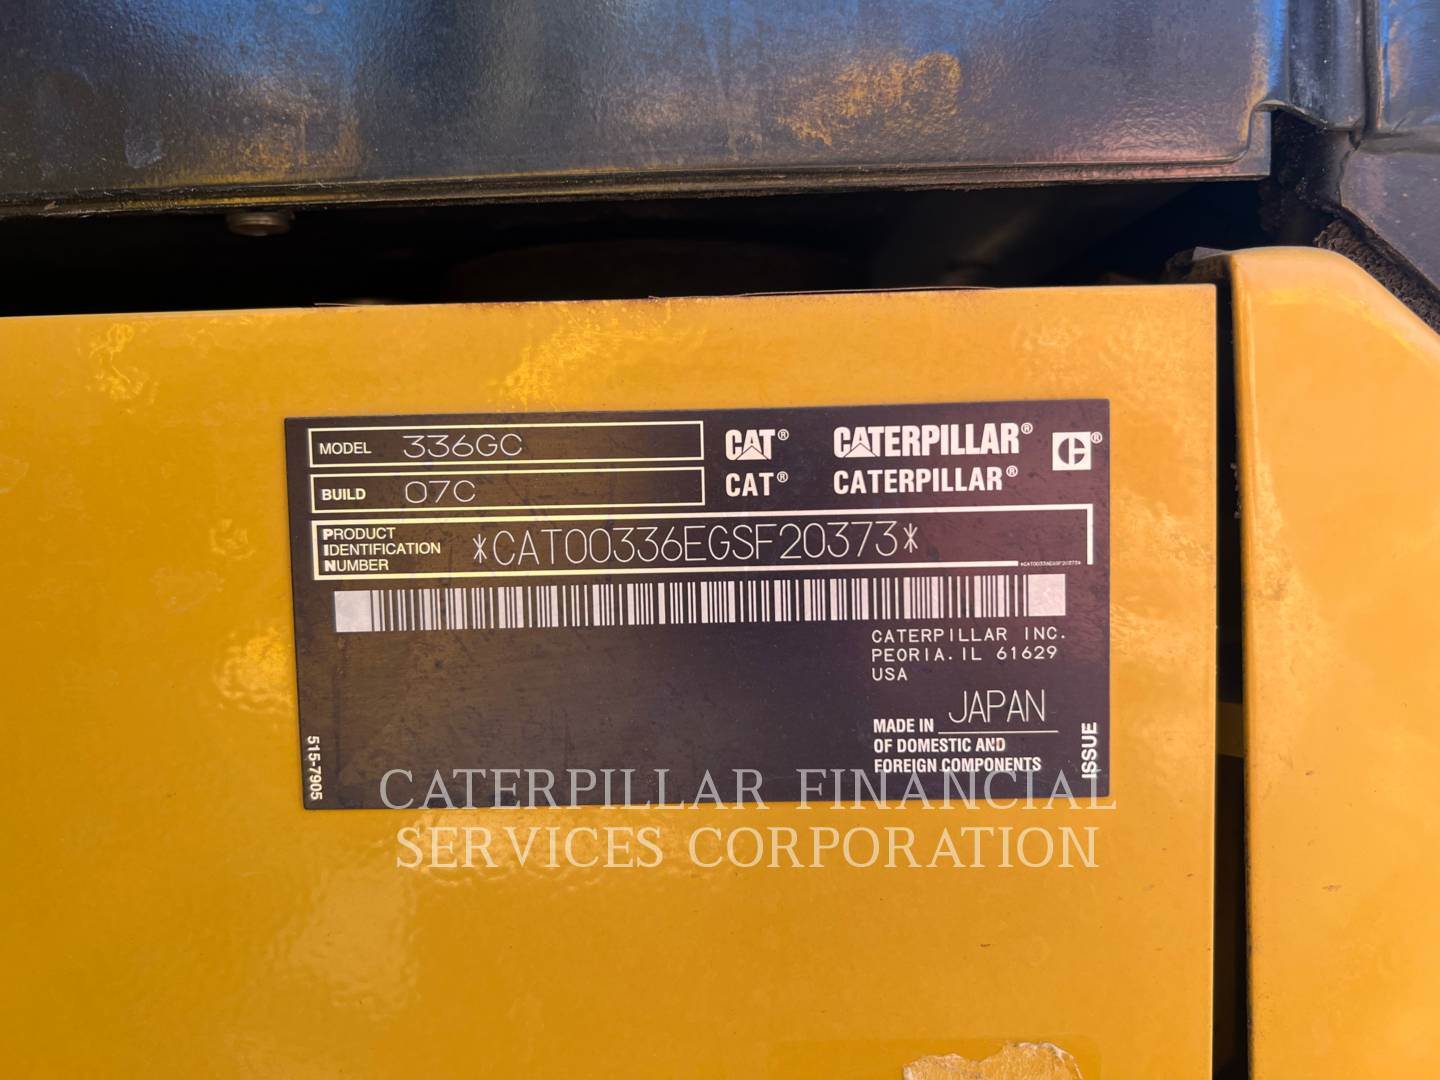 MODEL 336GC
BUILD 07C
CAT® CATERPILLAR® ®
CAT® CATERPILLAR®
PRODUCT
IDENTIFICATION
NUMBER
*CAT00336EGSF20373*
*CAT00336EGSF20373*
CATERPILLAR INC.
PEORIA, IL 61629
USA
MADE IN JAPAN
OF DOMESTIC AND
FOREIGN COMPONENTS
ISSUE
515-7905
CATERPILLAR FINANCIAL
SERVICES CORPORATION